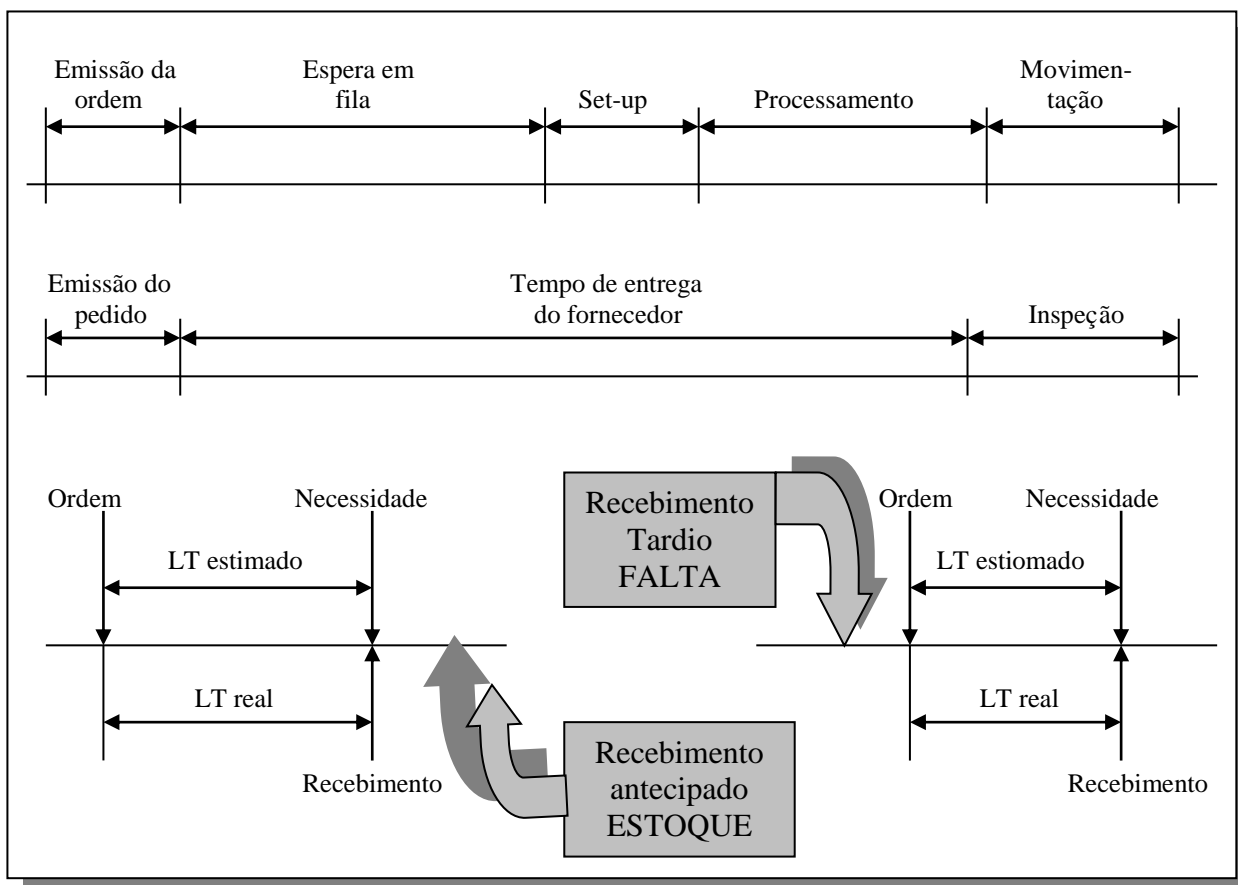 Emissão da
ordem
Espera em
fila
Set-up
Processamento
Movimen-
tação
Emissão do
pedido
Tempo de entrega
do fornecedor
Inspeção
Ordem
Necessidade
LT estimado
LT real
Recebimento
Recebimento
Tardio
FALTA
Recebimento
antecipado
ESTOQUE
Ordem
Necessidade
LT estiomado
LT real
Recebimento